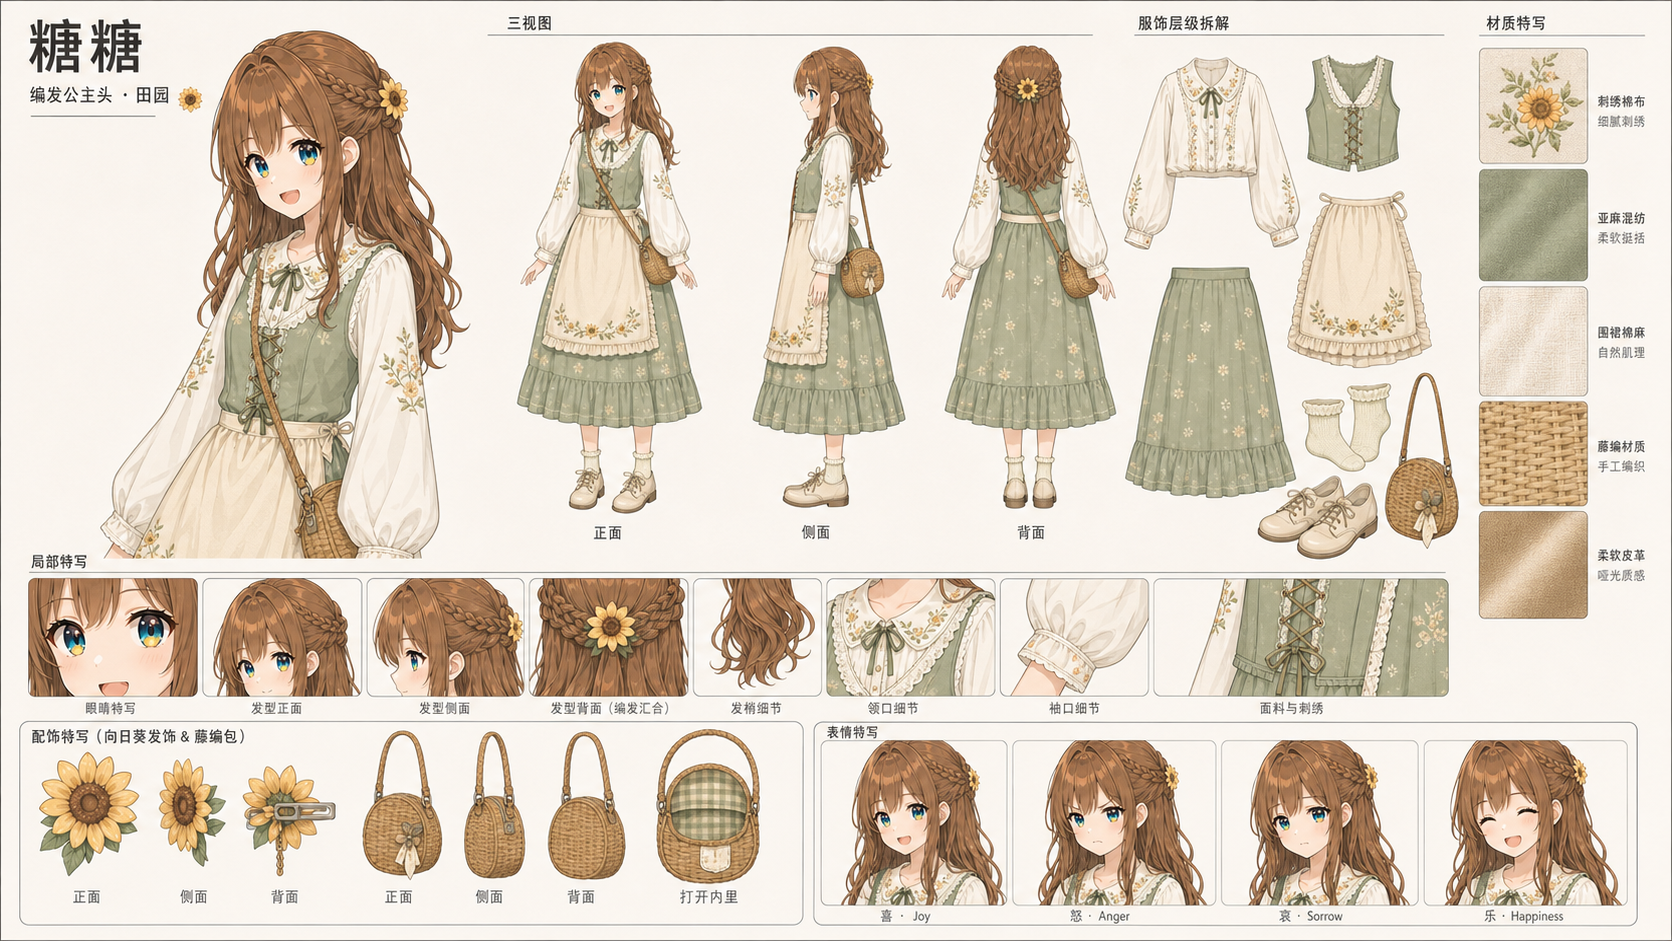 糖糖
编发公主头 · 田园
三视图
正面
侧面
背面
服饰层级拆解
材质特写
刺绣棉布
细腻刺绣
亚麻混纺
柔软挺括
围裙棉麻
自然肌理
藤编材质
手工编织
柔软皮革
哑光质感
局部特写
眼睛特写
发型正面
发型侧面
发型背面（编发汇合）
发梢细节
领口细节
袖口细节
面料与刺绣
配饰特写（向日葵发饰 & 藤编包）
正面
侧面
背面
正面
侧面
背面
打开内里
表情特写
喜 · Joy
怒 · Anger
哀 · Sorrow
乐 · Happiness